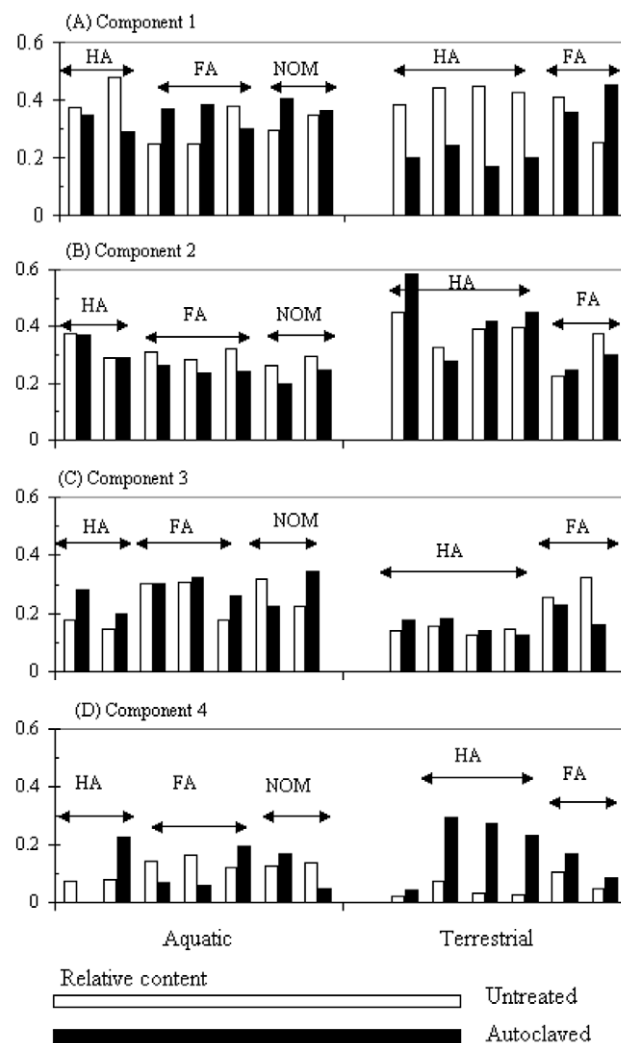 (A) Component 1
0.6
HA
FA
NOM
HA
FA
0.4
0.2
0
(B) Component 2
0.6
HA
FA
NOM
HA
FA
0.4
0.2
0
(C) Component 3
0.6
HA
FA
NOM
HA
FA
0.4
0.2
0
(D) Component 4
0.6
HA
FA
NOM
HA
FA
0.4
0.2
0
Aquatic
Terrestrial
Relative content
Untreated
Autoclaved